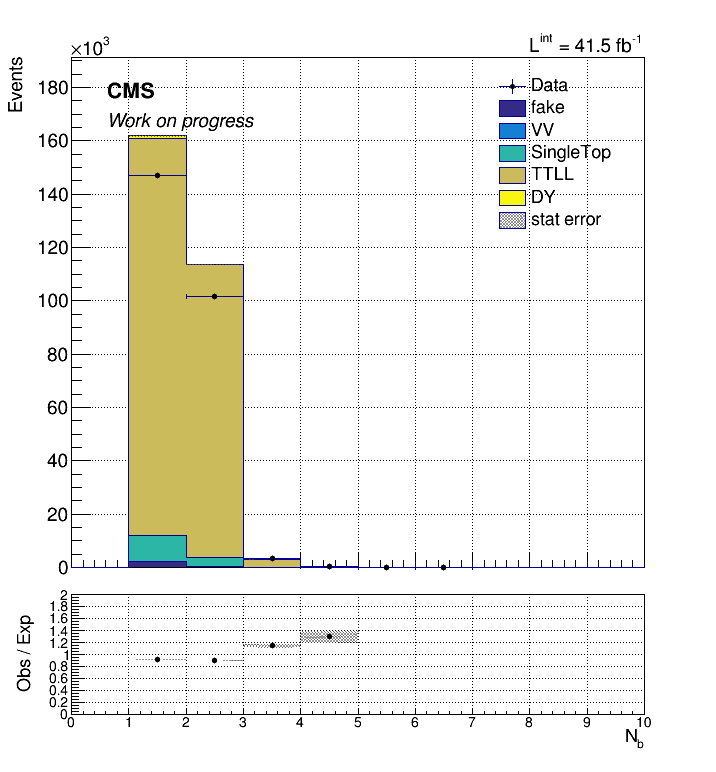 ×10³
L^int = 41.5 fb⁻¹
Events
CMS
Work on progress
Data
fake
VV
SingleTop
TTLL
DY
stat error
180
160
140
120
100
80
60
40
20
0
Obs / Exp
2
1.8
1.6
1.4
1.2
1
0.8
0.6
0.4
0.2
0
0 1 2 3 4 5 6 7 8 9 10
N_b